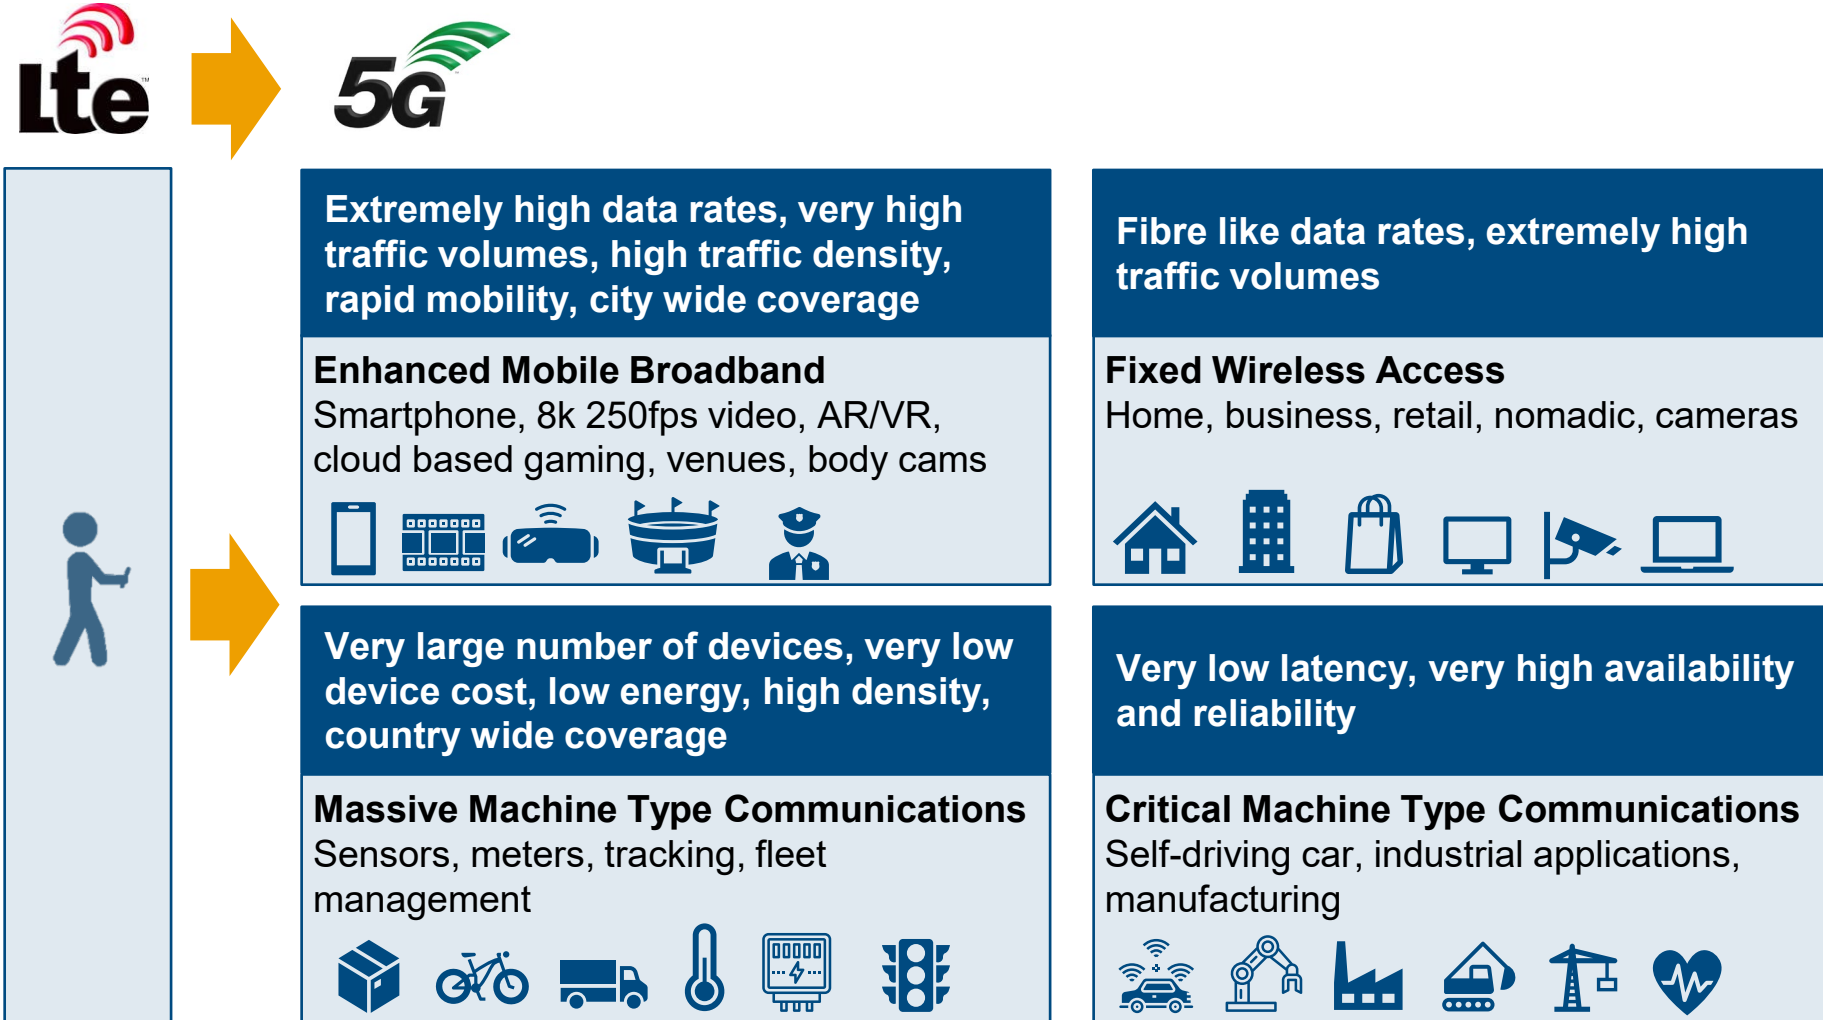 Lte™
5G
Extremely high data rates, very high
traffic volumes, high traffic density,
rapid mobility, city wide coverage
Enhanced Mobile Broadband
Smartphone, 8k 250fps video, AR/VR,
cloud based gaming, venues, body cams
Fibre like data rates, extremely high
traffic volumes
Fixed Wireless Access
Home, business, retail, nomadic, cameras
Very large number of devices, very low
device cost, low energy, high density,
country wide coverage
Massive Machine Type Communications
Sensors, meters, tracking, fleet
management
Very low latency, very high availability
and reliability
Critical Machine Type Communications
Self-driving car, industrial applications,
manufacturing